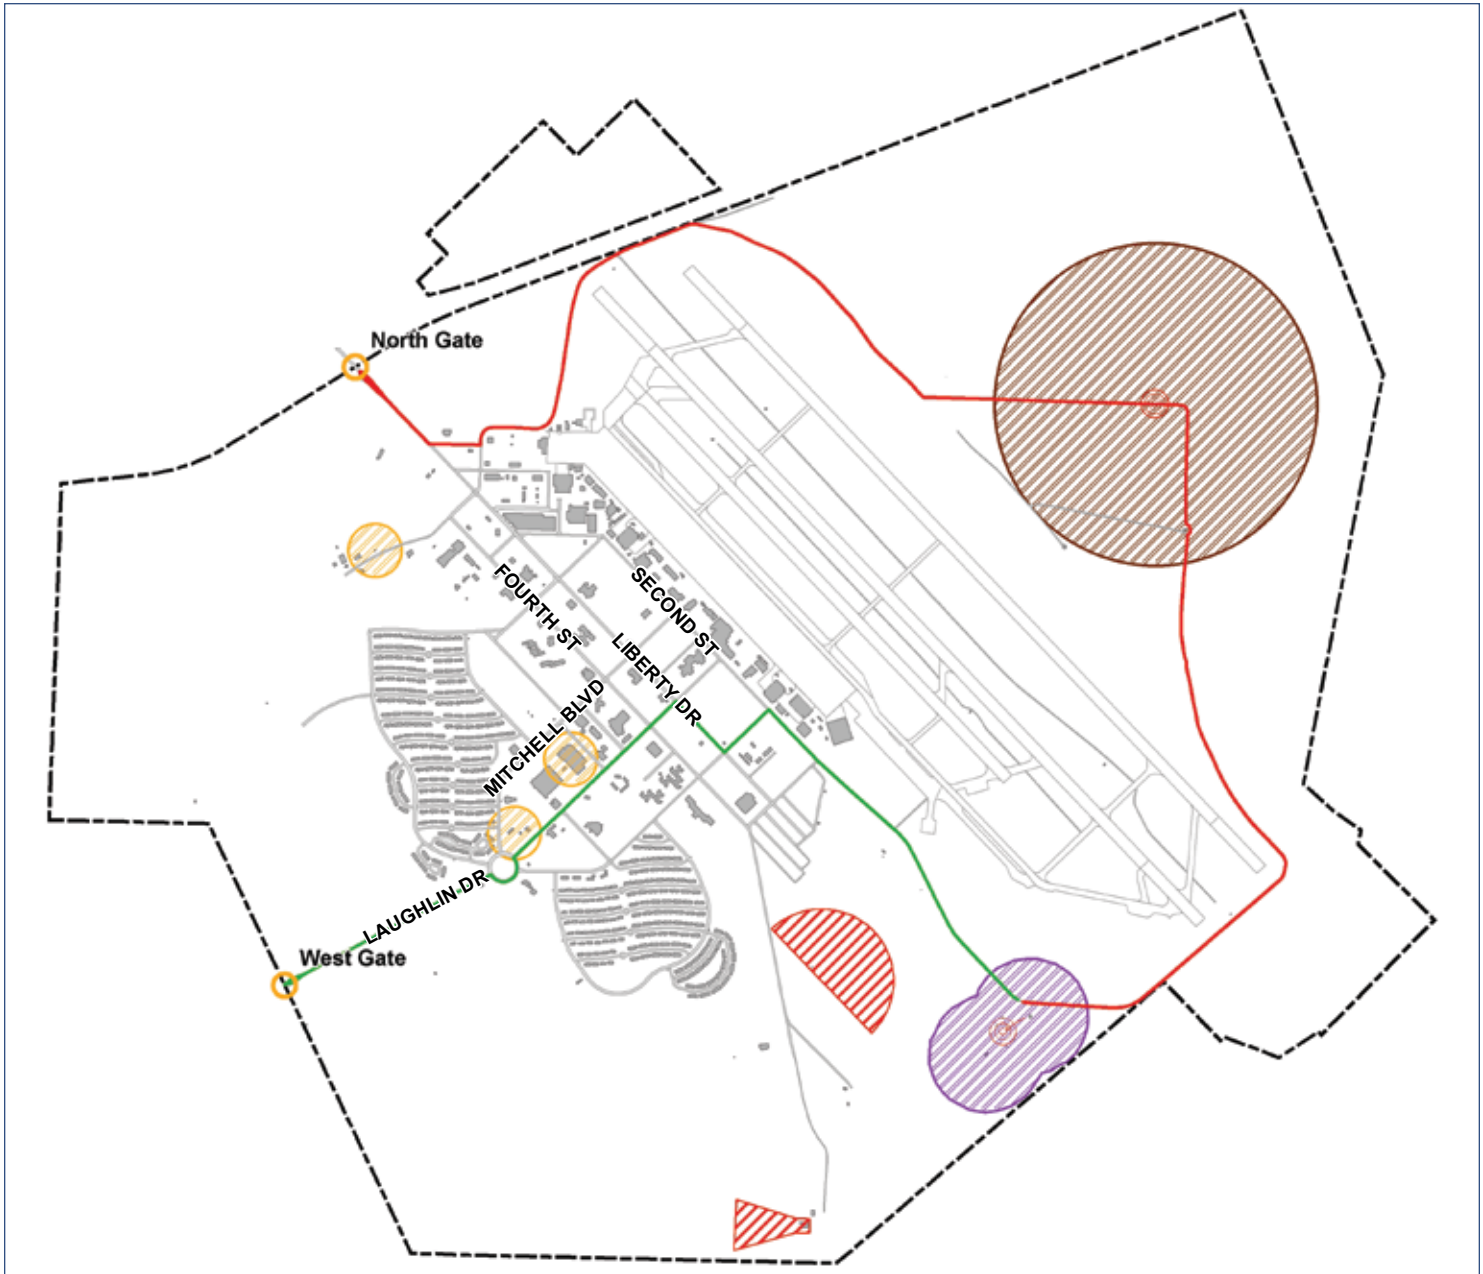 North Gate
FOURTH ST
SECOND ST
LIBERTY DR
MITCHELL BLVD
LAUGHLIN DR
West Gate